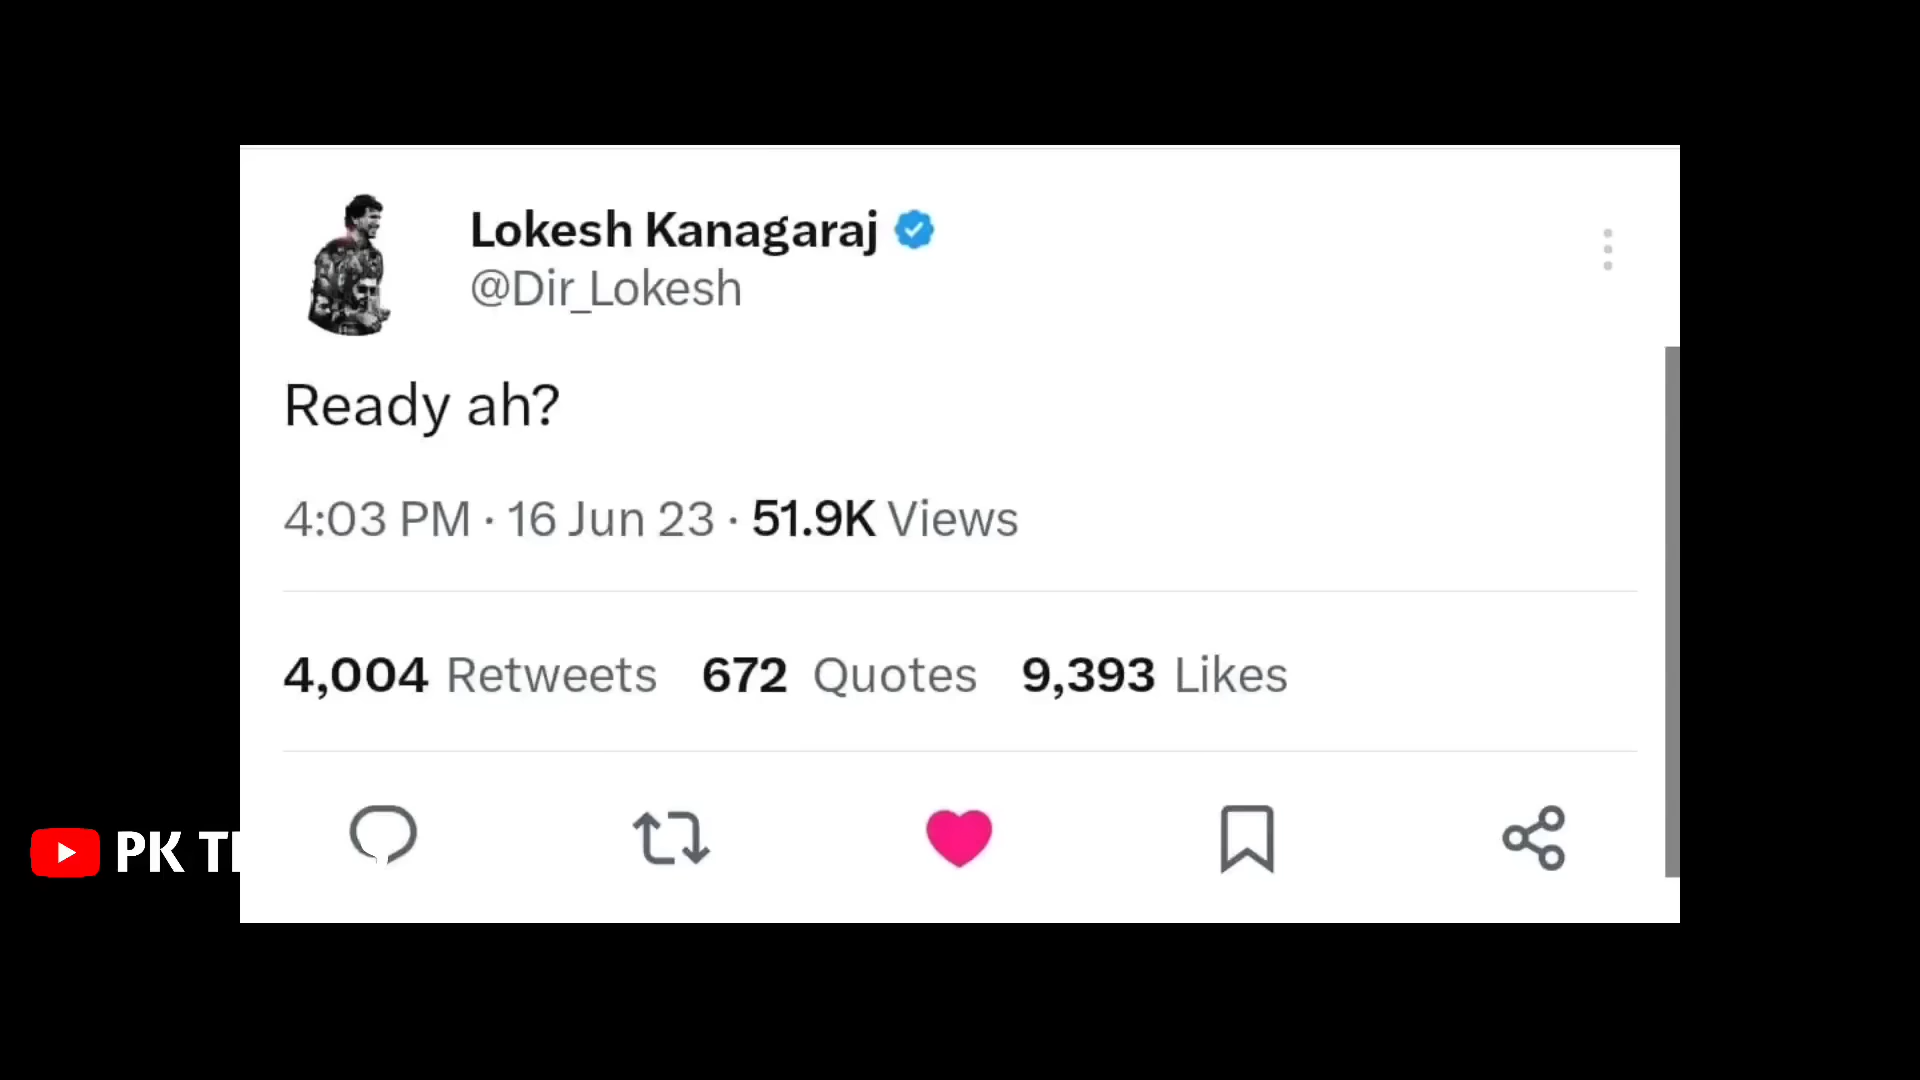 Lokesh Kanagaraj
@Dir_Lokesh
Ready ah?
4:03 PM · 16 Jun 23 · 51.9K Views
4,004 Retweets 672 Quotes 9,393 Likes
PK